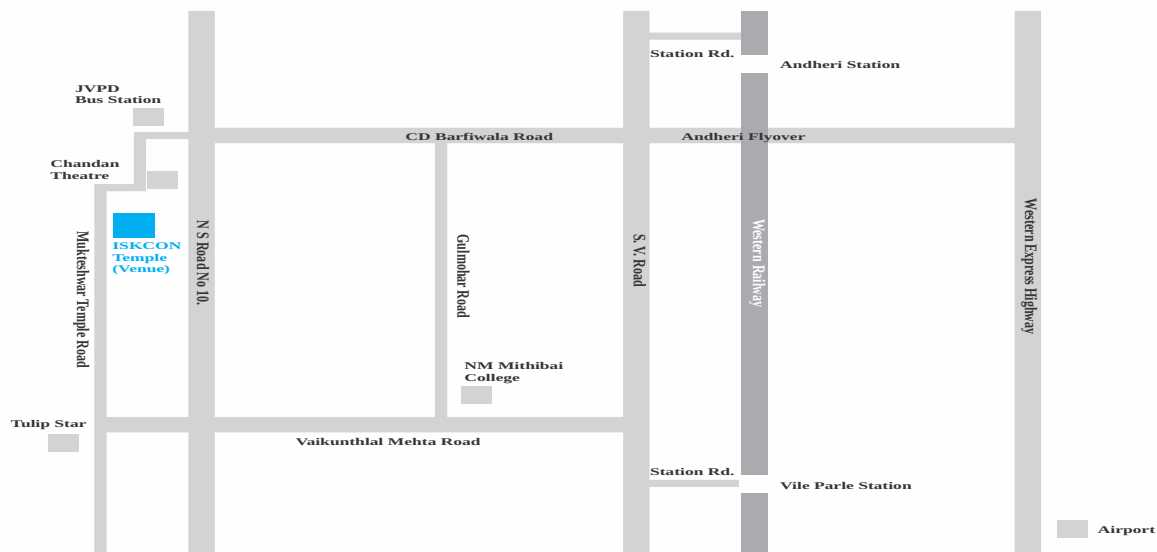 Station Rd.
Andheri Station
JVPD
Bus Station
CD Barfiwala Road
Andheri Flyover
Chandan
Theatre
ISKCON
Temple
(Venue)
Mukteshwar Temple Road
N S Road No 10.
Gulmohar Road
S. V. Road
Western Railway
Western Express Highway
NM Mithibai
College
Tulip Star
Vaikunthlal Mehta Road
Station Rd.
Vile Parle Station
Airport